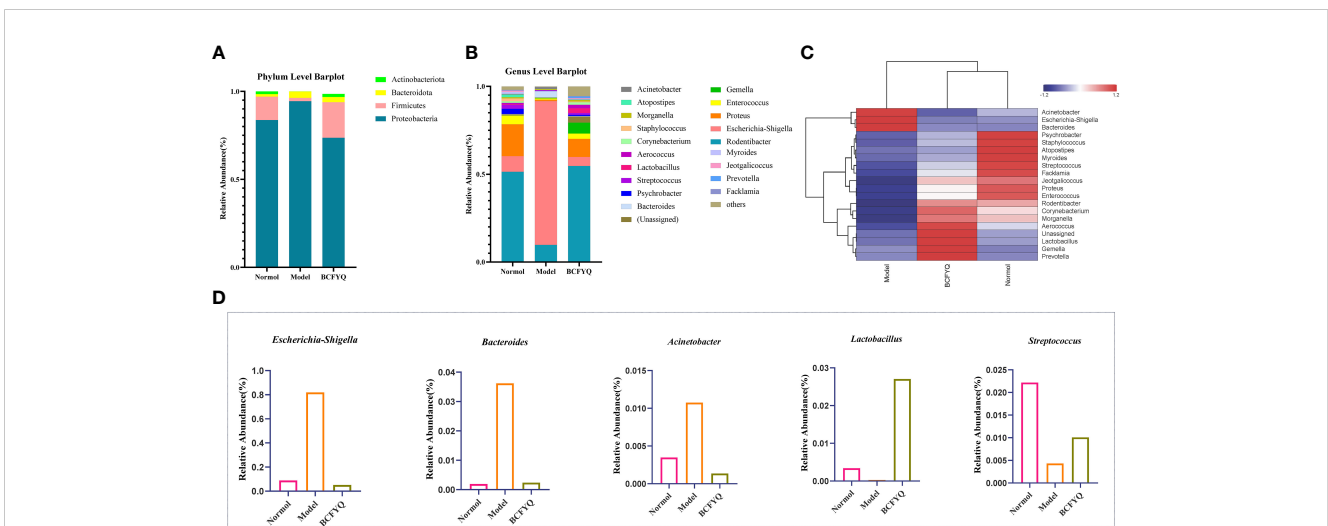 A
Phylum Level Barplot
Relative Abundance(%)
1.0
0.5
0.0
Normol
Model
BCFYQ
Actinobacteriota
Bacteroidota
Firmicutes
Proteobacteria
B
Genus Level Barplot
Relative Abundance(%)
1.0
0.5
0.0
Normol
Model
BCFYQ
Acinetobacter
Atopostipes
Morganella
Staphylococcus
Corynebacterium
Aerococcus
Lactobacillus
Streptococcus
Psychrobacter
Bacteroides
(Unassigned)
Gemella
Enterococcus
Proteus
Escherichia-Shigella
Rodentibacter
Myroides
Jeotgalicoccus
Prevotella
Facklamia
others
C
-1.2
1.2
Acinetobacter
Escherichia-Shigella
Bacteroides
Psychrobacter
Staphylococcus
Atopostipes
Myroides
Streptococcus
Facklamia
Jeotgalicoccus
Proteus
Enterococcus
Rodentibacter
Corynebacterium
Morganella
Aerococcus
Unassigned
Lactobacillus
Gemella
Prevotella
Model
BCFYQ
Normol
D
Escherichia-Shigella
Relative Abundance(%)
1.0
0.8
0.6
0.4
0.2
0.0
Normol
Model
BCFYQ
Bacteroides
Relative Abundance(%)
0.04
0.03
0.02
0.01
0.00
Normol
Model
BCFYQ
Acinetobacter
Relative Abundance(%)
0.015
0.010
0.005
0.000
Normol
Model
BCFYQ
Lactobacillus
Relative Abundance(%)
0.03
0.02
0.01
0.00
Normol
Model
BCFYQ
Streptococcus
Relative Abundance(%)
0.025
0.020
0.015
0.010
0.005
0.000
Normol
Model
BCFYQ